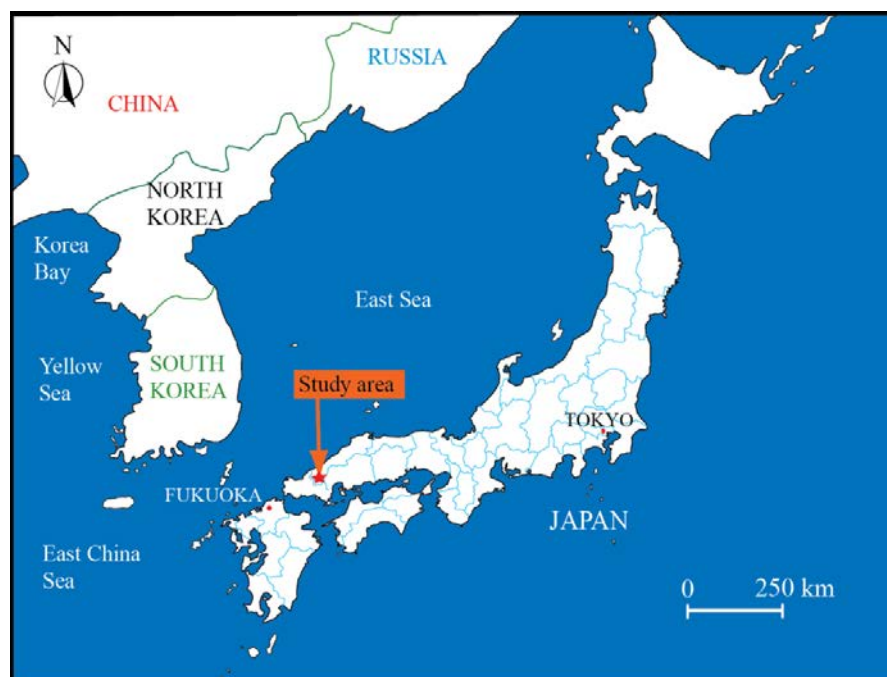 N
RUSSIA
CHINA
NORTH
KOREA
Korea
Bay
East Sea
Yellow
Sea
SOUTH
KOREA
Study area
TOKYO
FUKUOKA
JAPAN
East China
Sea
0 250 km